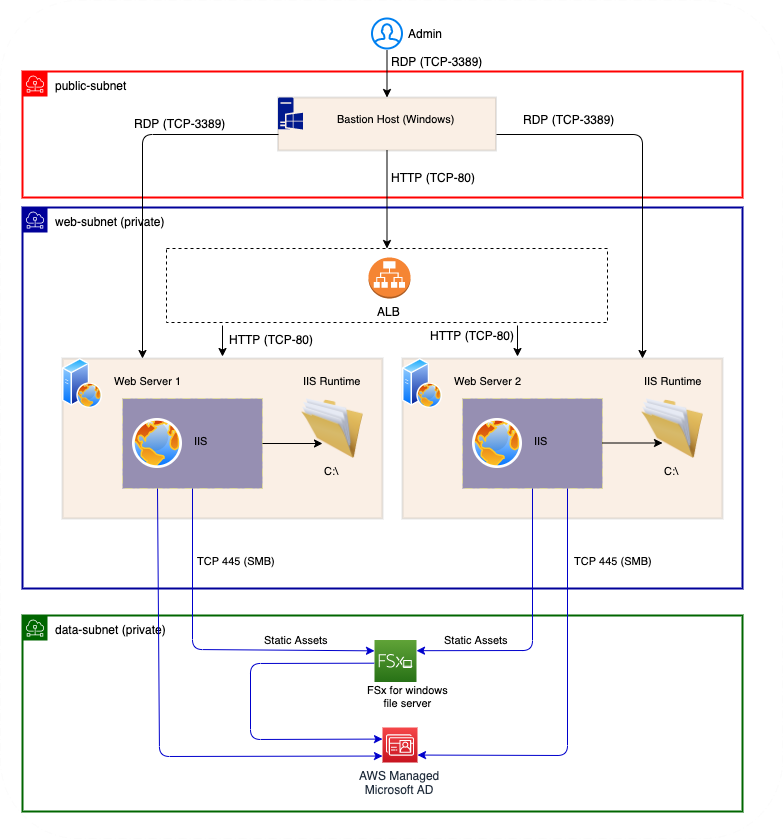 Admin
RDP (TCP-3389)
public-subnet
Bastion Host (Windows)
RDP (TCP-3389)
RDP (TCP-3389)
HTTP (TCP-80)
web-subnet (private)
ALB
HTTP (TCP-80)
HTTP (TCP-80)
Web Server 1
IIS Runtime
IIS
C:\
Web Server 2
IIS Runtime
IIS
C:\
TCP 445 (SMB)
TCP 445 (SMB)
data-subnet (private)
Static Assets
Static Assets
FSx
FSx for windows
file server
AWS Managed
Microsoft AD